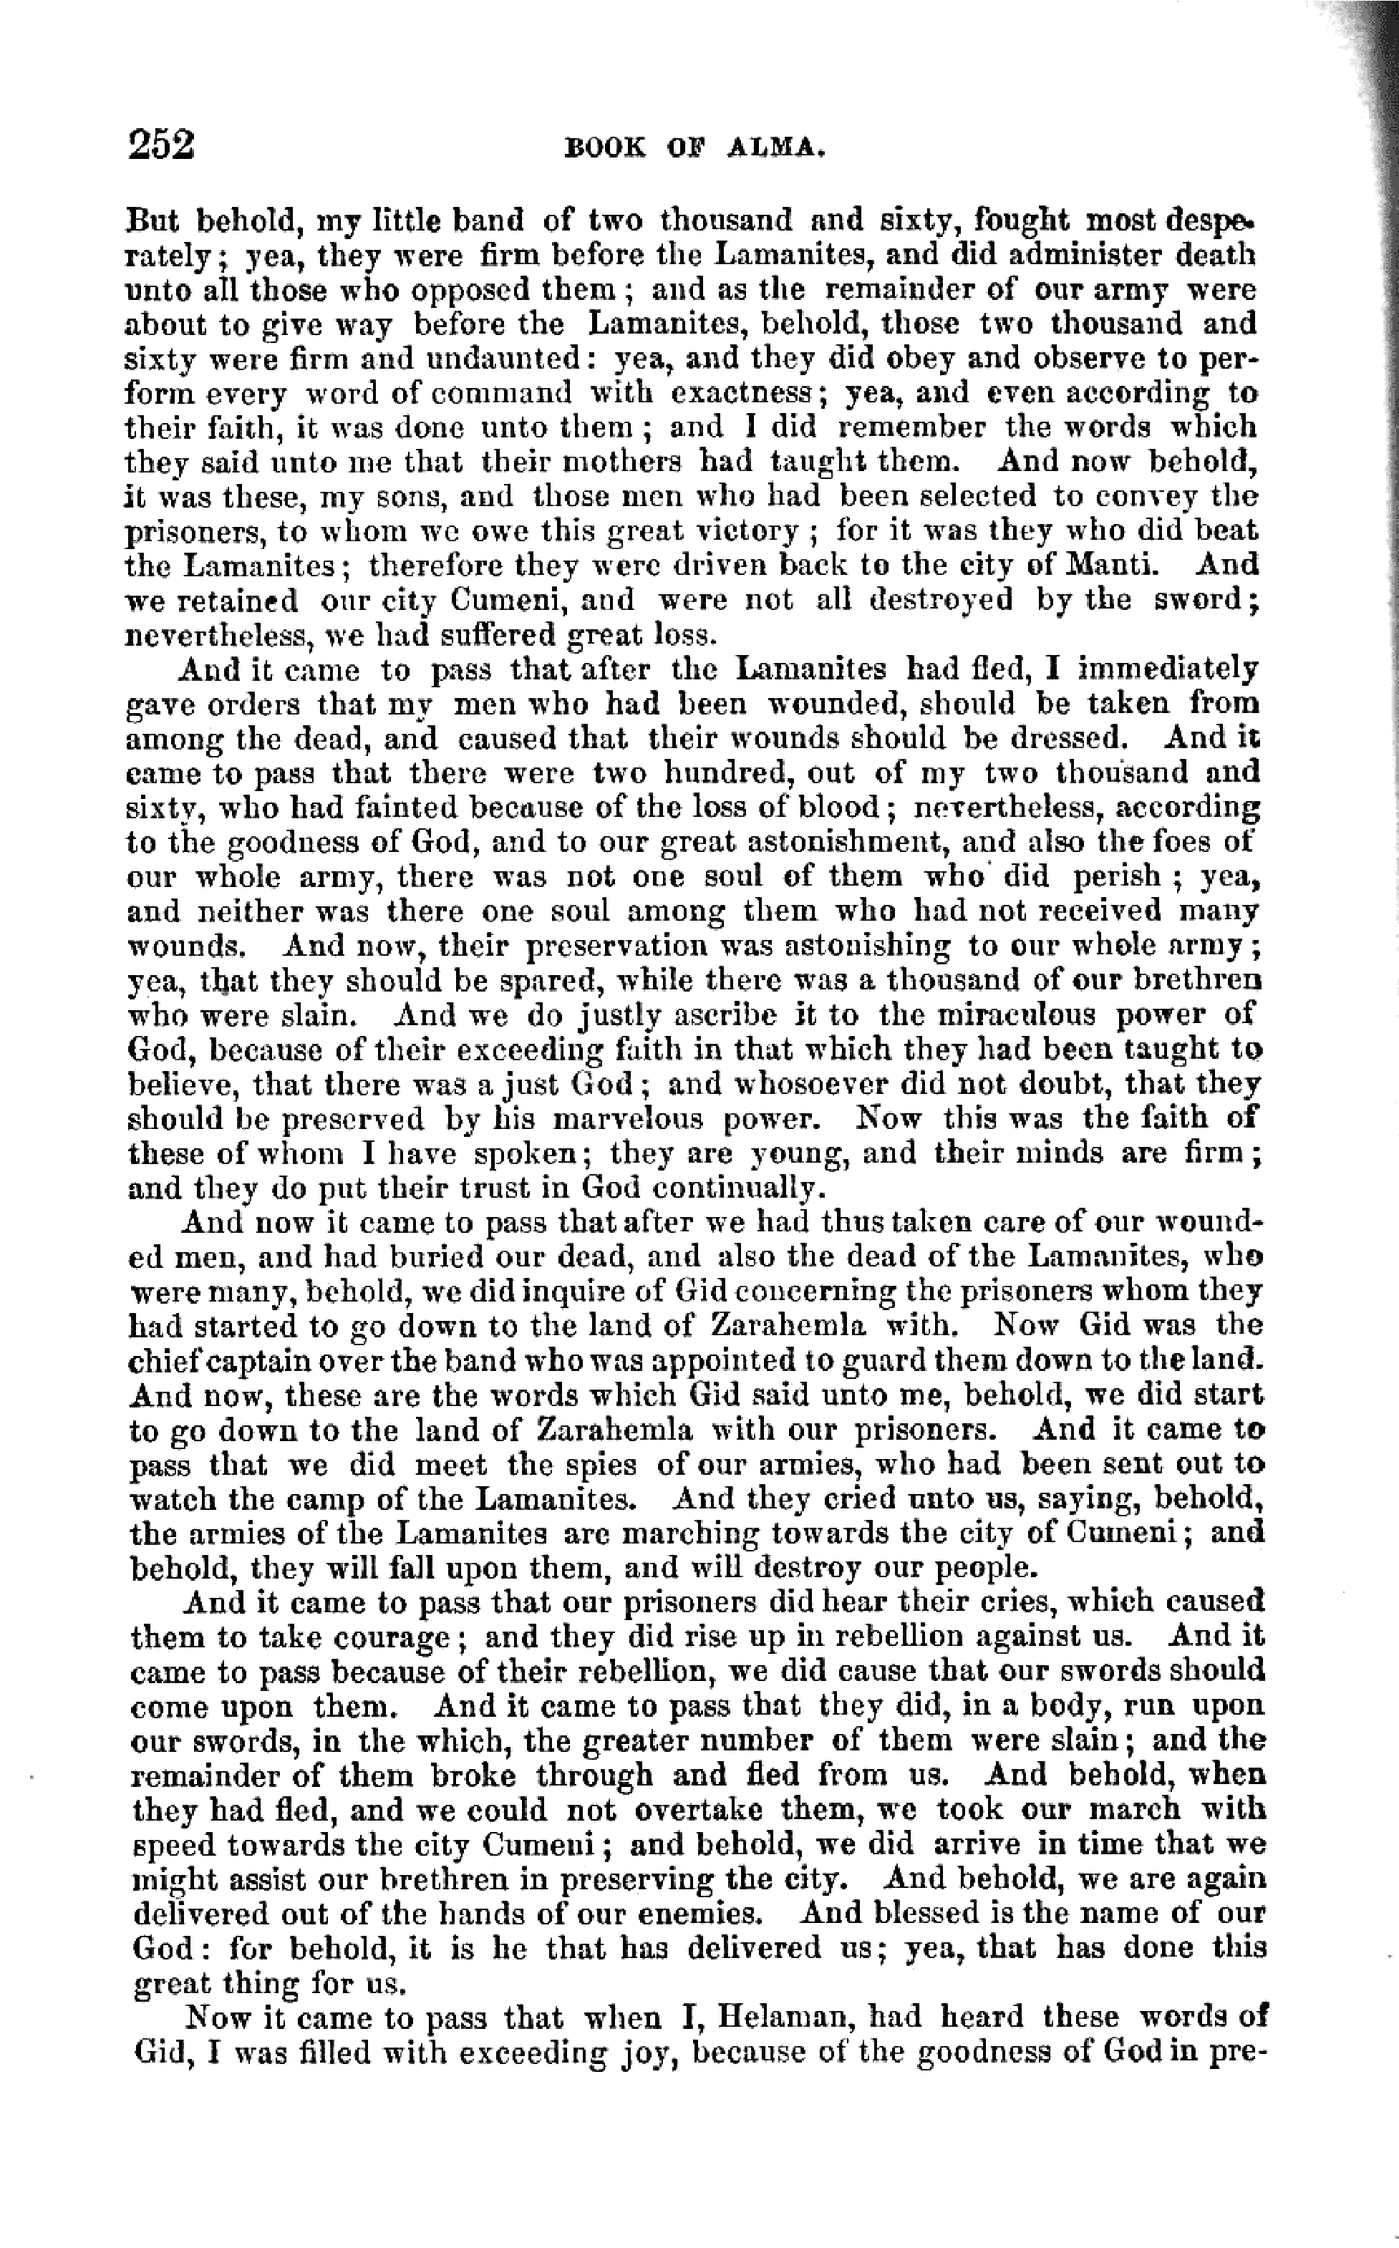 252 BOOK OF ALMA.
But behold, my little band of two thousand and sixty, fought most despe-
rately; yea, they were firm before the Lamanites, and did administer death
unto all those who opposed them; and as the remainder of our army were
about to give way before the Lamanites, behold, those two thousand and
sixty were firm and undaunted: yea, and they did obey and observe to per-
form every word of command with exactness; yea, and even according to
their faith, it was done unto them; and I did remember the words which
they said unto me that their mothers had taught them. And now behold,
it was these, my sons, and those men who had been selected to convey the
prisoners, to whom we owe this great victory; for it was they who did beat
the Lamanites; therefore they were driven back to the city of Manti. And
we retained our city Cumeni, and were not all destroyed by the sword;
nevertheless, we had suffered great loss.
And it came to pass that after the Lamanites had fled, I immediately
gave orders that my men who had been wounded, should be taken from
among the dead, and caused that their wounds should be dressed. And it
came to pass that there were two hundred, out of my two thousand and
sixty, who had fainted because of the loss of blood; nevertheless, according
to the goodness of God, and to our great astonishment, and also the foes of
our whole army, there was not one soul of them who did perish; yea,
and neither was there one soul among them who had not received many
wounds. And now, their preservation was astonishing to our whole army;
yea, that they should be spared, while there was a thousand of our brethren
who were slain. And we do justly ascribe it to the miraculous power of
God, because of their exceeding faith in that which they had been taught to
believe, that there was a just God; and whosoever did not doubt, that they
should be preserved by his marvelous power. Now this was the faith of
these of whom I have spoken; they are young, and their minds are firm;
and they do put their trust in God continually.
And now it came to pass that after we had thus taken care of our wound-
ed men, and had buried our dead, and also the dead of the Lamanites, who
were many, behold, we did inquire of Gid concerning the prisoners whom they
had started to go down to the land of Zarahemla with. Now Gid was the
chief captain over the band who was appointed to guard them down to the land.
And now, these are the words which Gid said unto me, behold, we did start
to go down to the land of Zarahemla with our prisoners. And it came to
pass that we did meet the spies of our armies, who had been sent out to
watch the camp of the Lamanites. And they cried unto us, saying, behold,
the armies of the Lamanites are marching towards the city of Cumeni; and
behold, they will fall upon them, and will destroy our people.
And it came to pass that our prisoners did hear their cries, which caused
them to take courage; and they did rise up in rebellion against us. And it
came to pass because of their rebellion, we did cause that our swords should
come upon them. And it came to pass that they did, in a body, run upon
our swords, in the which, the greater number of them were slain; and the
remainder of them broke through and fled from us. And behold, when
they had fled, and we could not overtake them, we took our march with
speed towards the city Cumeni; and behold, we did arrive in time that we
might assist our brethren in preserving the city. And behold, we are again
delivered out of the hands of our enemies. And blessed is the name of our
God: for behold, it is he that has delivered us; yea, that has done this
great thing for us.
Now it came to pass that when I, Helaman, had heard these words of
Gid, I was filled with exceeding joy, because of the goodness of God in pre-